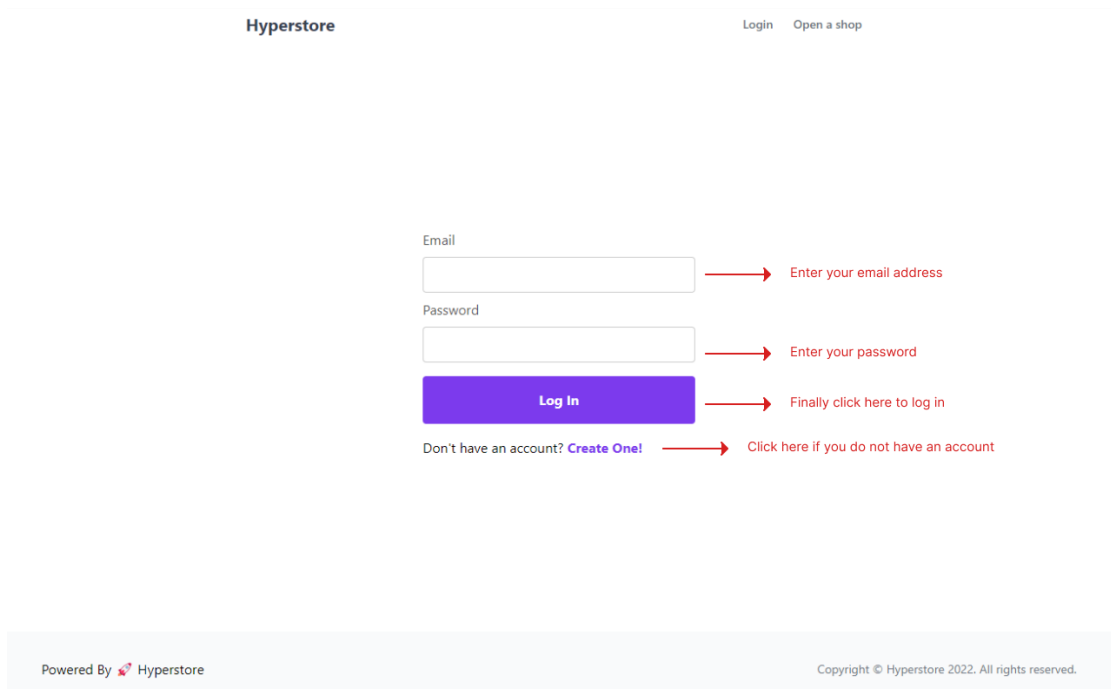 Hyperstore
Login
Open a shop
Email
Enter your email address
Password
Enter your password
Log In
Finally click here to log in
Don't have an account? Create One!
Click here if you do not have an account
Powered By 🚀 Hyperstore
Copyright © Hyperstore 2022. All rights reserved.